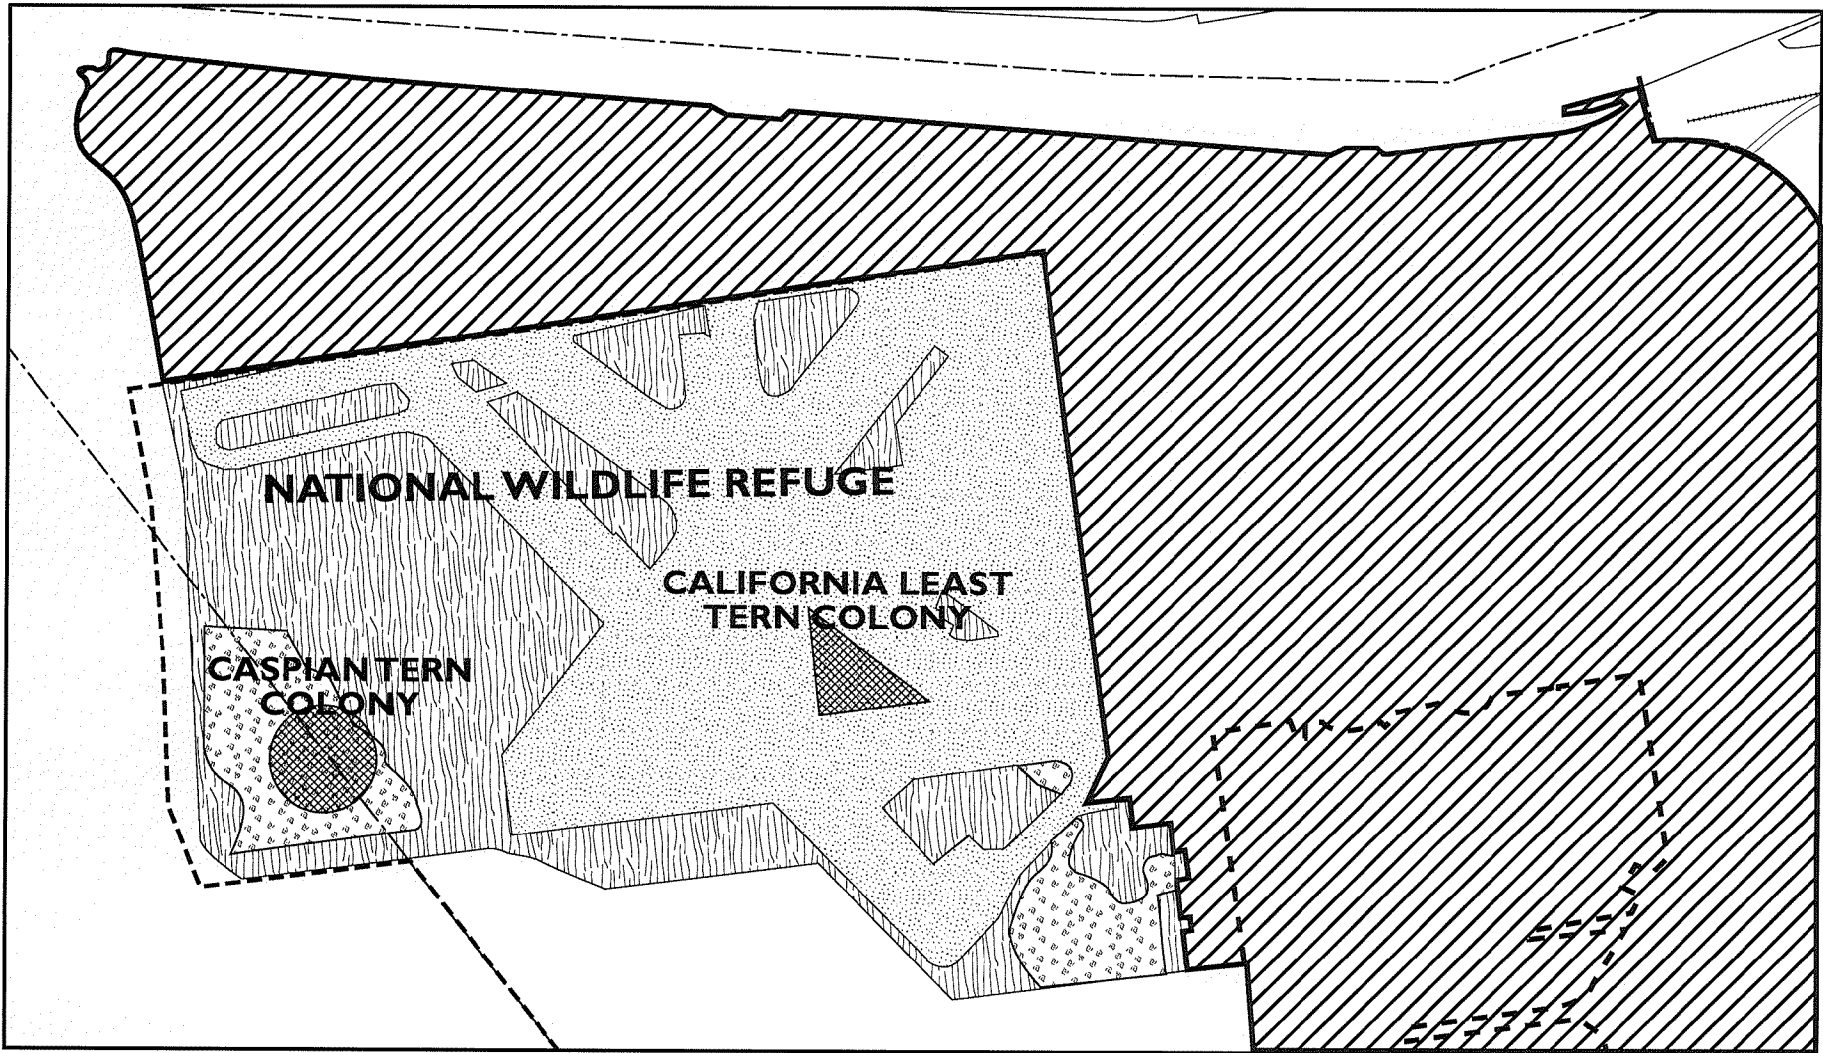 NATIONAL WILDLIFE REFUGE
CALIFORNIA LEAST
TERN COLONY
CASPIAN TERN
COLONY